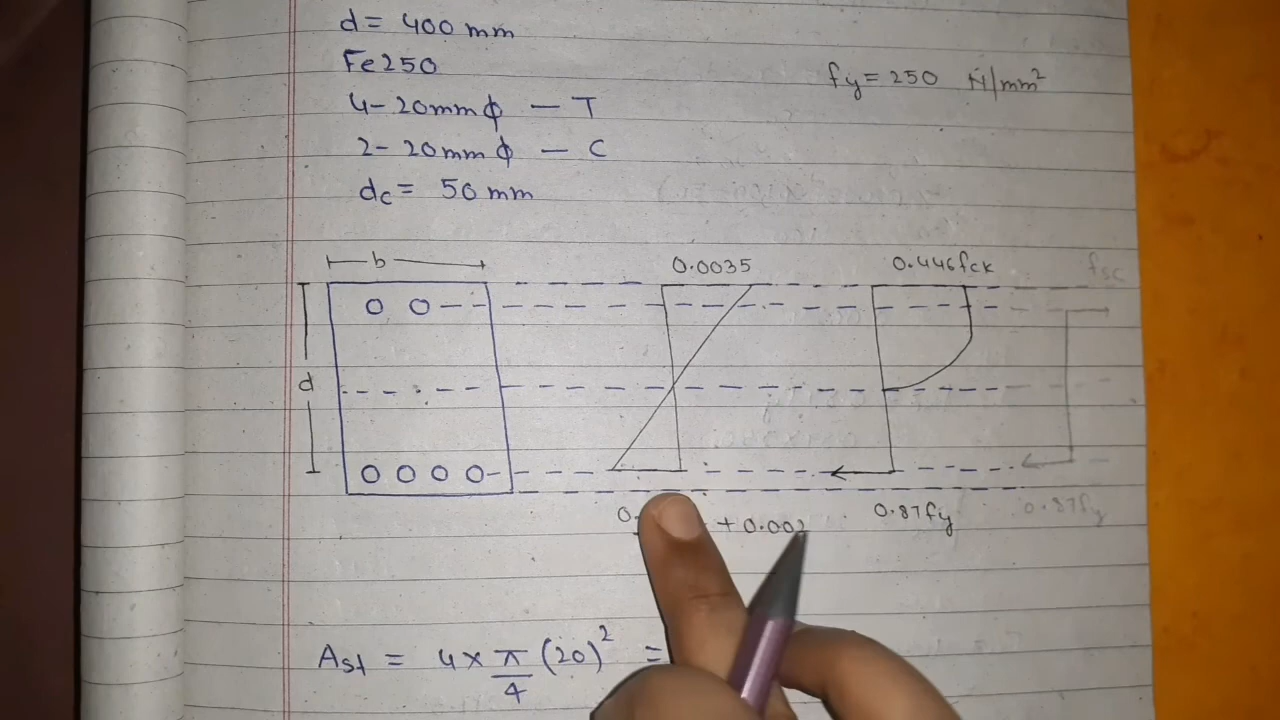 d = 400 mm
Fe250
fy = 250 N/mm²
4 - 20mm ϕ — T
2 - 20mm ϕ — C
dc = 50 mm
b
0.0035
0.446fck
fsc
d
0.
+ 0.002
0.87fy
0.87fy
Ast = 4 × π/4 (20)² =